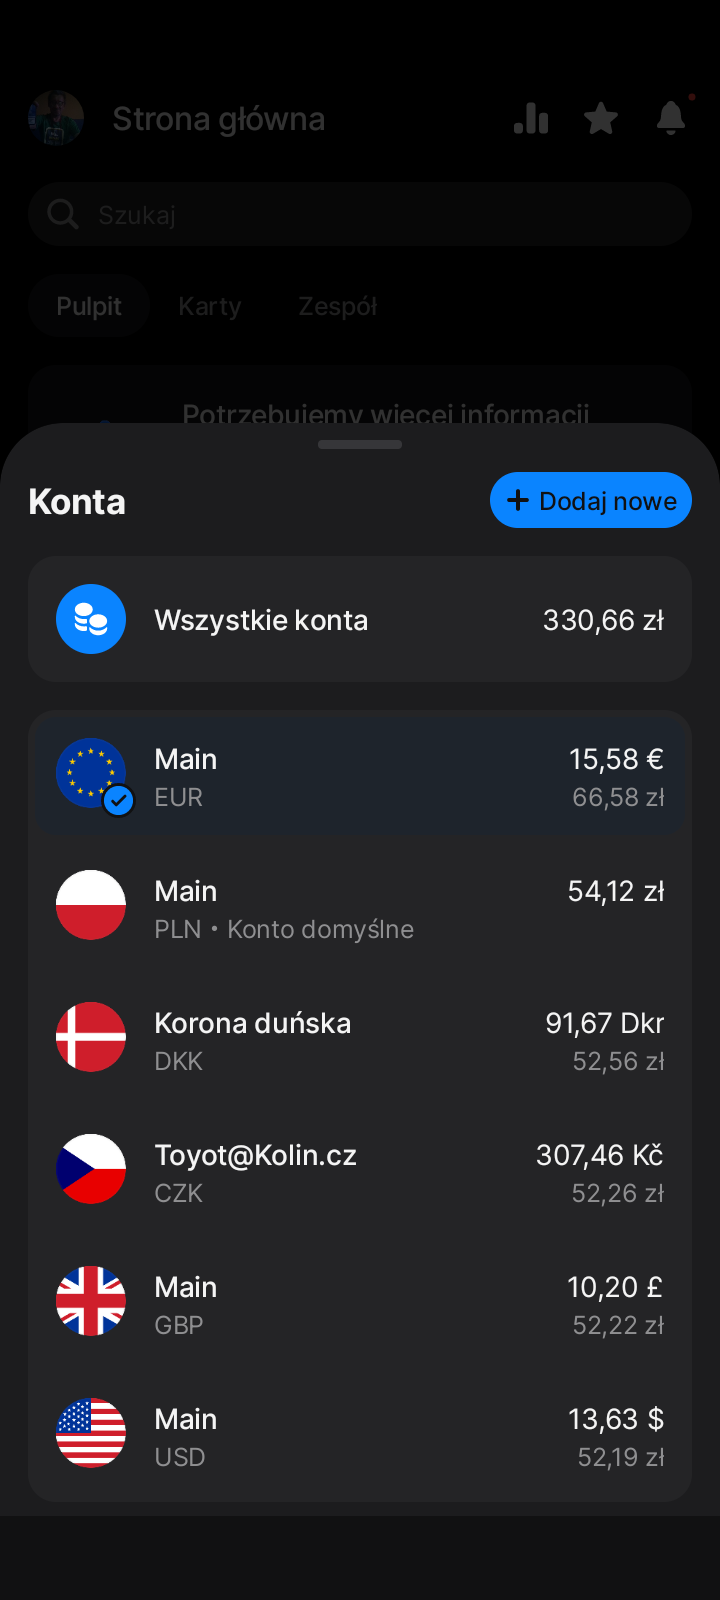 Strona główna
Szukaj
Pulpit Karty Zespół
Potrzebujemy więcej informacji
Konta
Dodaj nowe
Wszystkie konta 330,66 zł
Main 15,58 €
EUR 66,58 zł
Main 54,12 zł
PLN • Konto domyślne
Korona duńska 91,67 Dkr
DKK 52,56 zł
Toyot@Kolin.cz 307,46 Kč
CZK 52,26 zł
Main 10,20 £
GBP 52,22 zł
Main 13,63 $
USD 52,19 zł